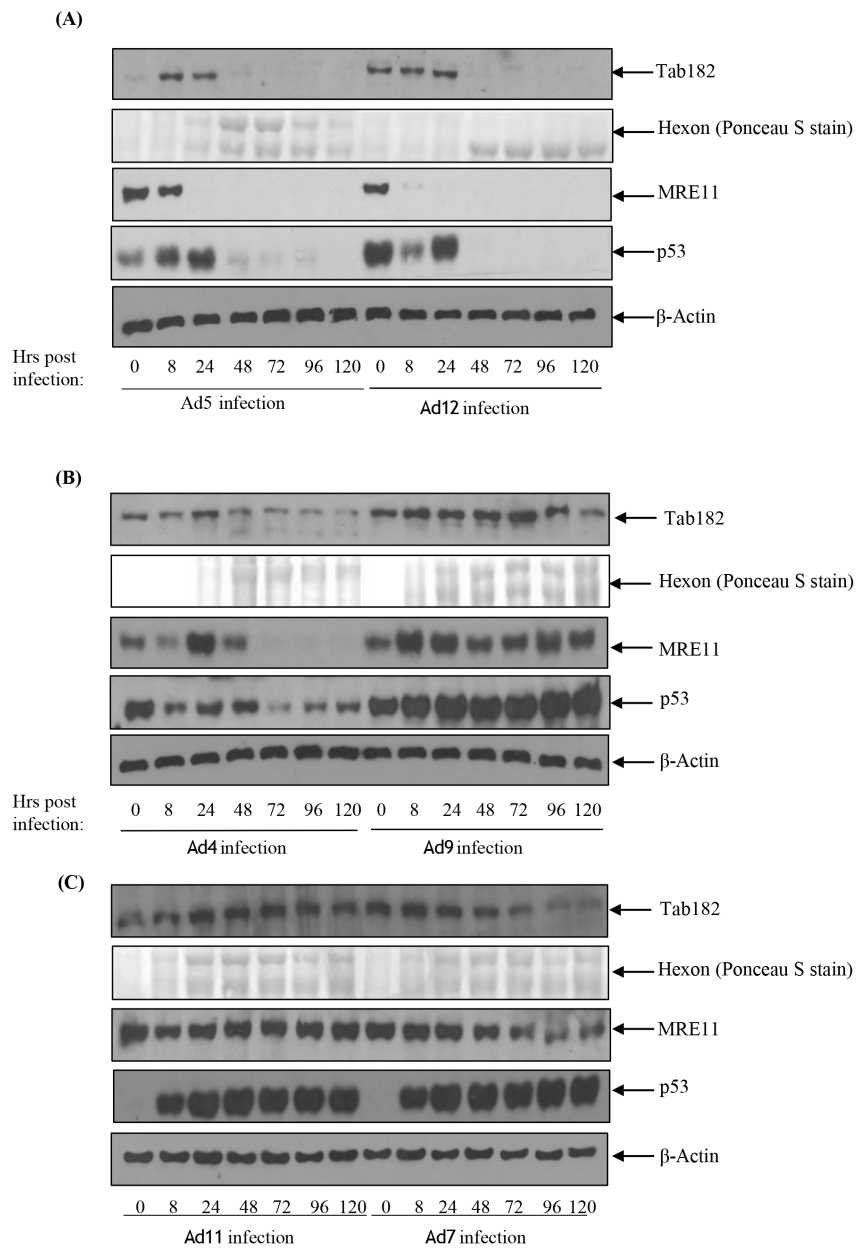 (A)
Tab182
Hexon (Ponceau S stain)
MRE11
p53
β-Actin
Hrs post infection:
0 8 24 48 72 96 120 0 8 24 48 72 96 120
Ad5 infection Ad12 infection
(B)
Tab182
Hexon (Ponceau S stain)
MRE11
p53
β-Actin
Hrs post infection:
0 8 24 48 72 96 120 0 8 24 48 72 96 120
Ad4 infection Ad9 infection
(C)
Tab182
Hexon (Ponceau S stain)
MRE11
p53
β-Actin
0 8 24 48 72 96 120 0 8 24 48 72 96 120
Ad11 infection Ad7 infection